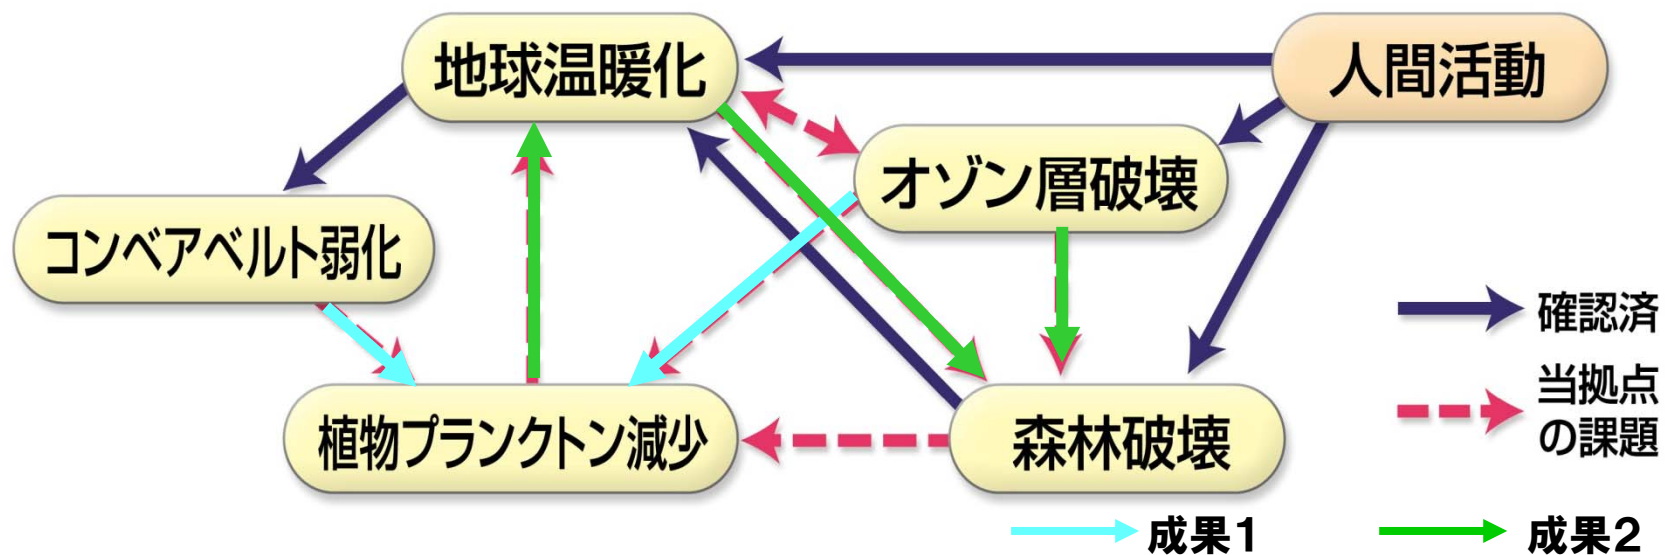 地球温暖化
人間活動
オゾン層破壊
コンベアベルト弱化
植物プランクトン減少
森林破壊
確認済
当拠点
の課題
成果1
成果2